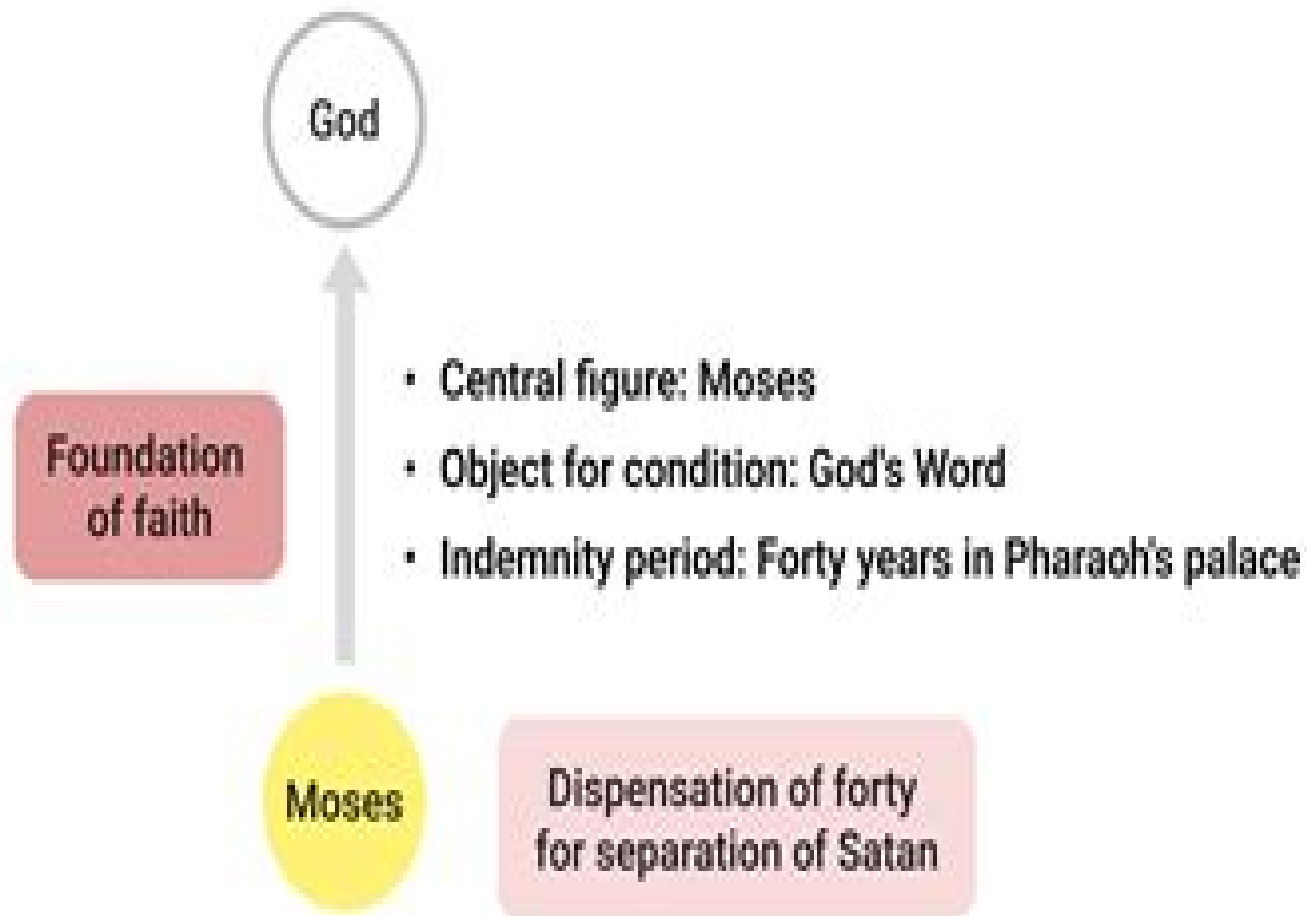 God
• Central figure: Moses
• Object for condition: God's Word
• Indemnity period: Forty years in Pharaoh's palace
Foundation
of faith
Moses
Dispensation of forty
for separation of Satan